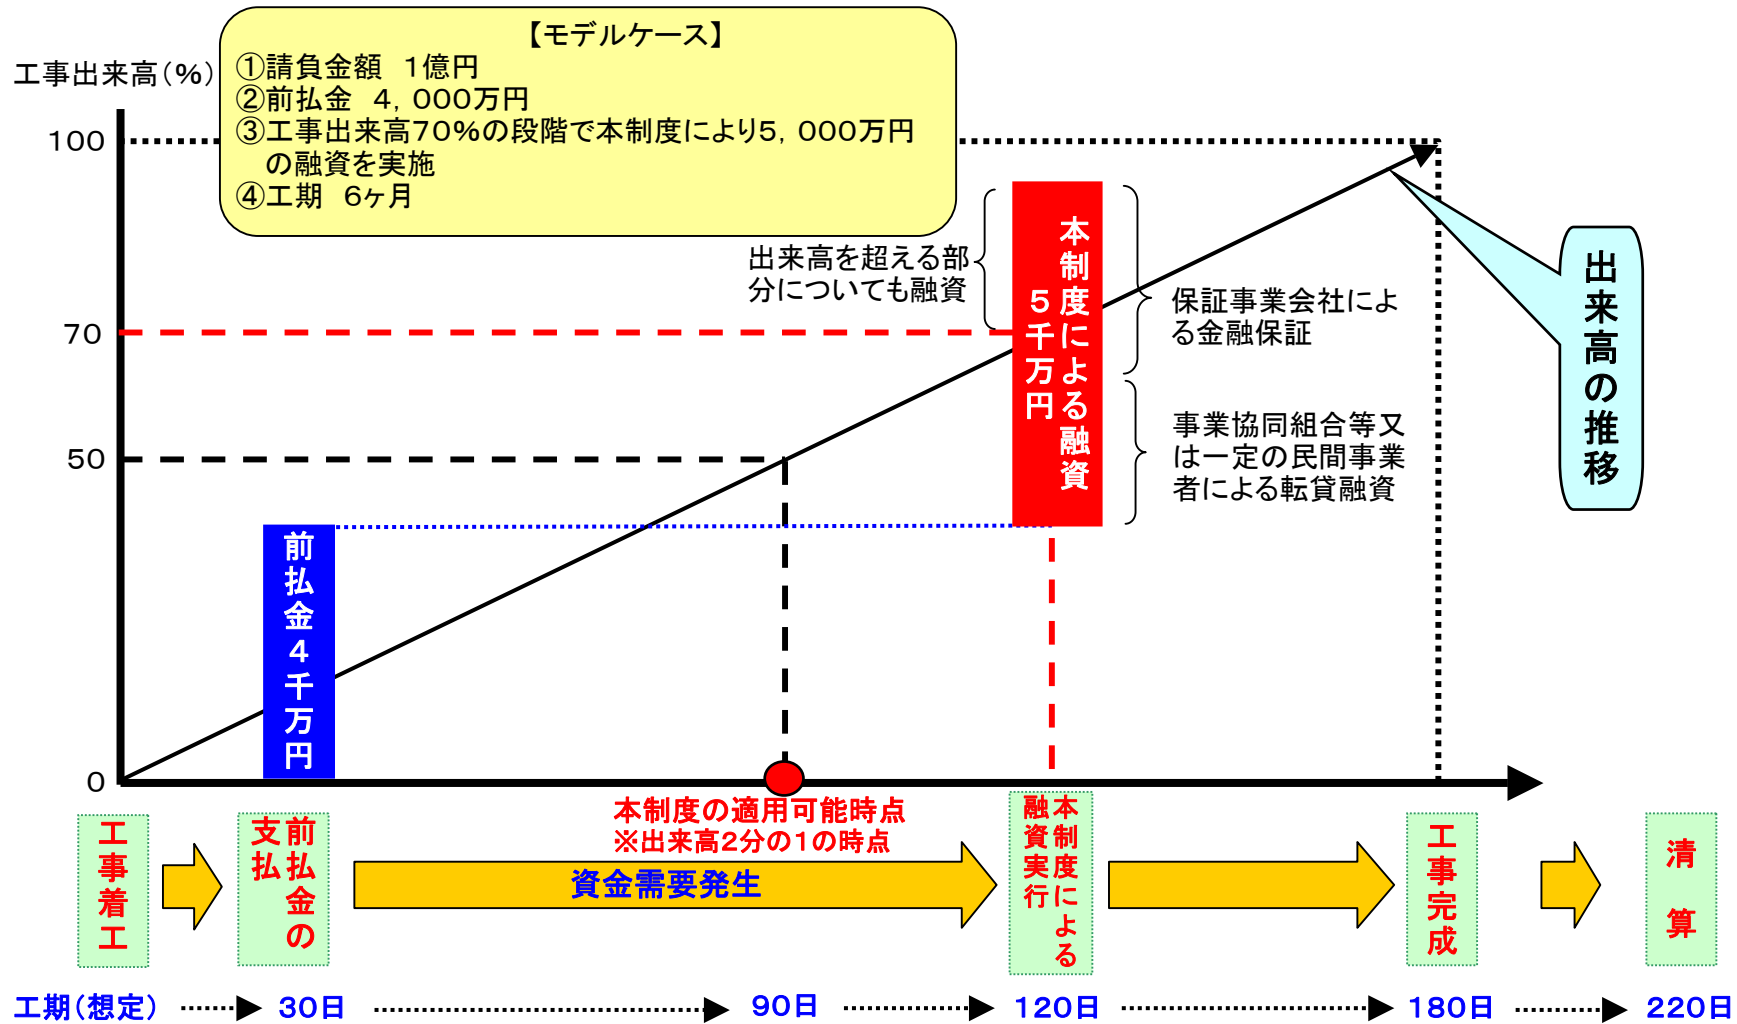 【モデルケース】
①請負金額　１億円
②前払金　４，０００万円
③工事出来高７０％の段階で本制度により５，０００万円
の融資を実施
④工期　６ヶ月
工事出来高（％）
１００
７０
５０
０
出来高を超える部
分についても融資
本制度による融資
５千万円
保証事業会社によ
る金融保証
事業協同組合等又
は一定の民間事業
者による転貸融資
出来高の推移
前払金４千万円
本制度の適用可能時点
※出来高２分の１の時点
工事着工
前払金の
支払
資金需要発生
本制度による
融資実行
工事完成
清　算
工期（想定）
３０日
９０日
１２０日
１８０日
２２０日